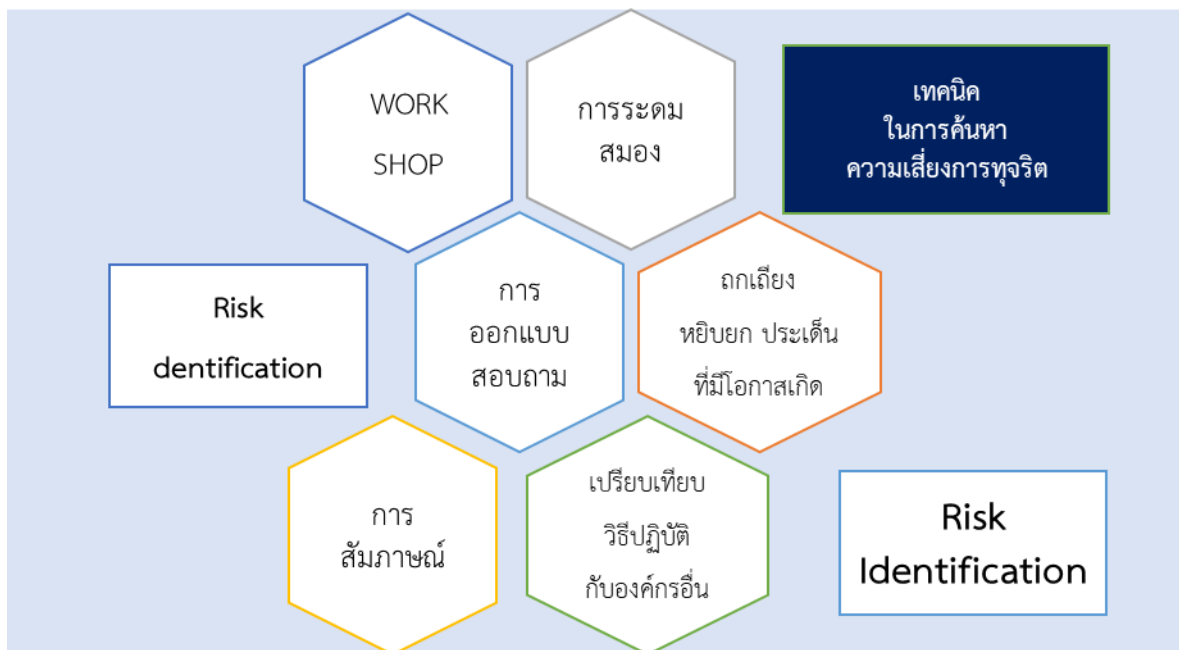 WORK
SHOP
การระดม
สมอง
เทคนิค
ในการค้นหา
ความเสี่ยงการทุจริต
Risk
dentification
การ
ออกแบบ
สอบถาม
ถกเถียง
หยิบยก ประเด็น
ที่มีโอกาสเกิด
การ
สัมภาษณ์
เปรียบเทียบ
วิธีปฏิบัติ
กับองค์กรอื่น
Risk
Identification